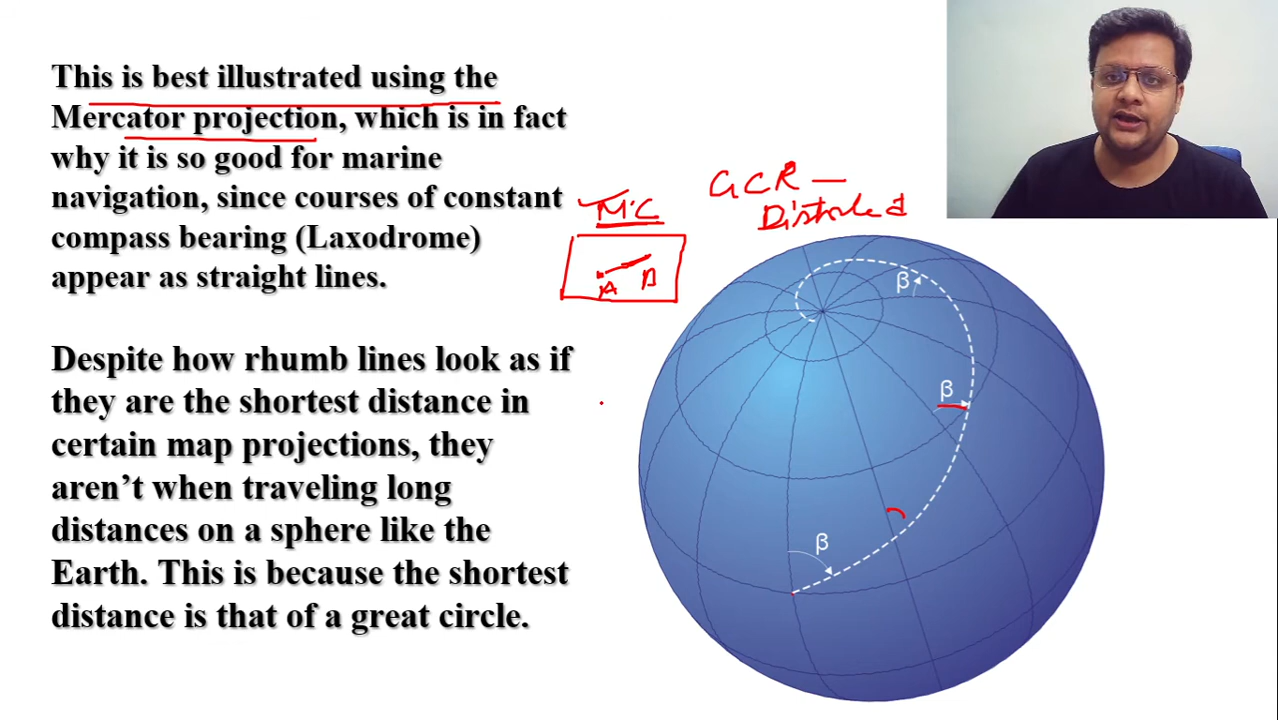 This is best illustrated using the
Mercator projection, which is in fact
why it is so good for marine
navigation, since courses of constant
compass bearing (Laxodrome)
appear as straight lines.
Despite how rhumb lines look as if
they are the shortest distance in
certain map projections, they
aren’t when traveling long
distances on a sphere like the
Earth. This is because the shortest
distance is that of a great circle.
M.C
A B
GCR —
β
β
β